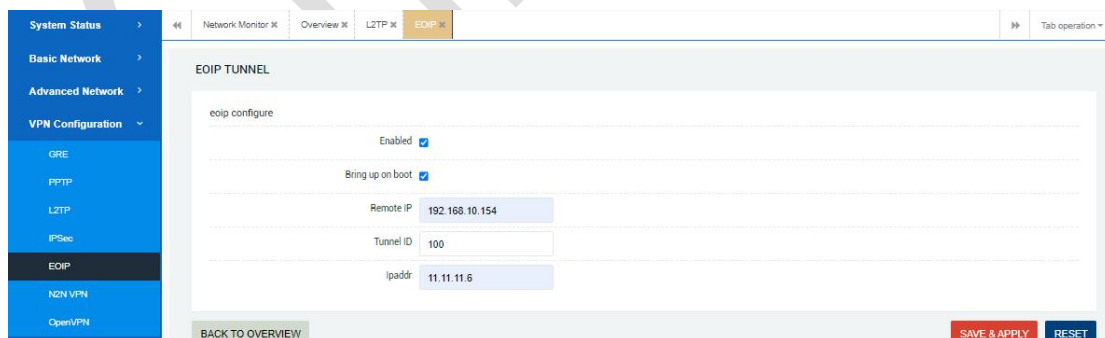 System Status
Network Monitor
Overview
L2TP
EOIP
Tab operation
Basic Network
Advanced Network
VPN Configuration
GRE
PPTP
L2TP
IPSec
EOIP
N2N VPN
OpenVPN
EOIP TUNNEL
eoip configure
Enabled
Bring up on boot
Remote IP 192.168.10.154
Tunnel ID 100
Ipaddr 11.11.11.6
BACK TO OVERVIEW
SAVE & APPLY
RESET